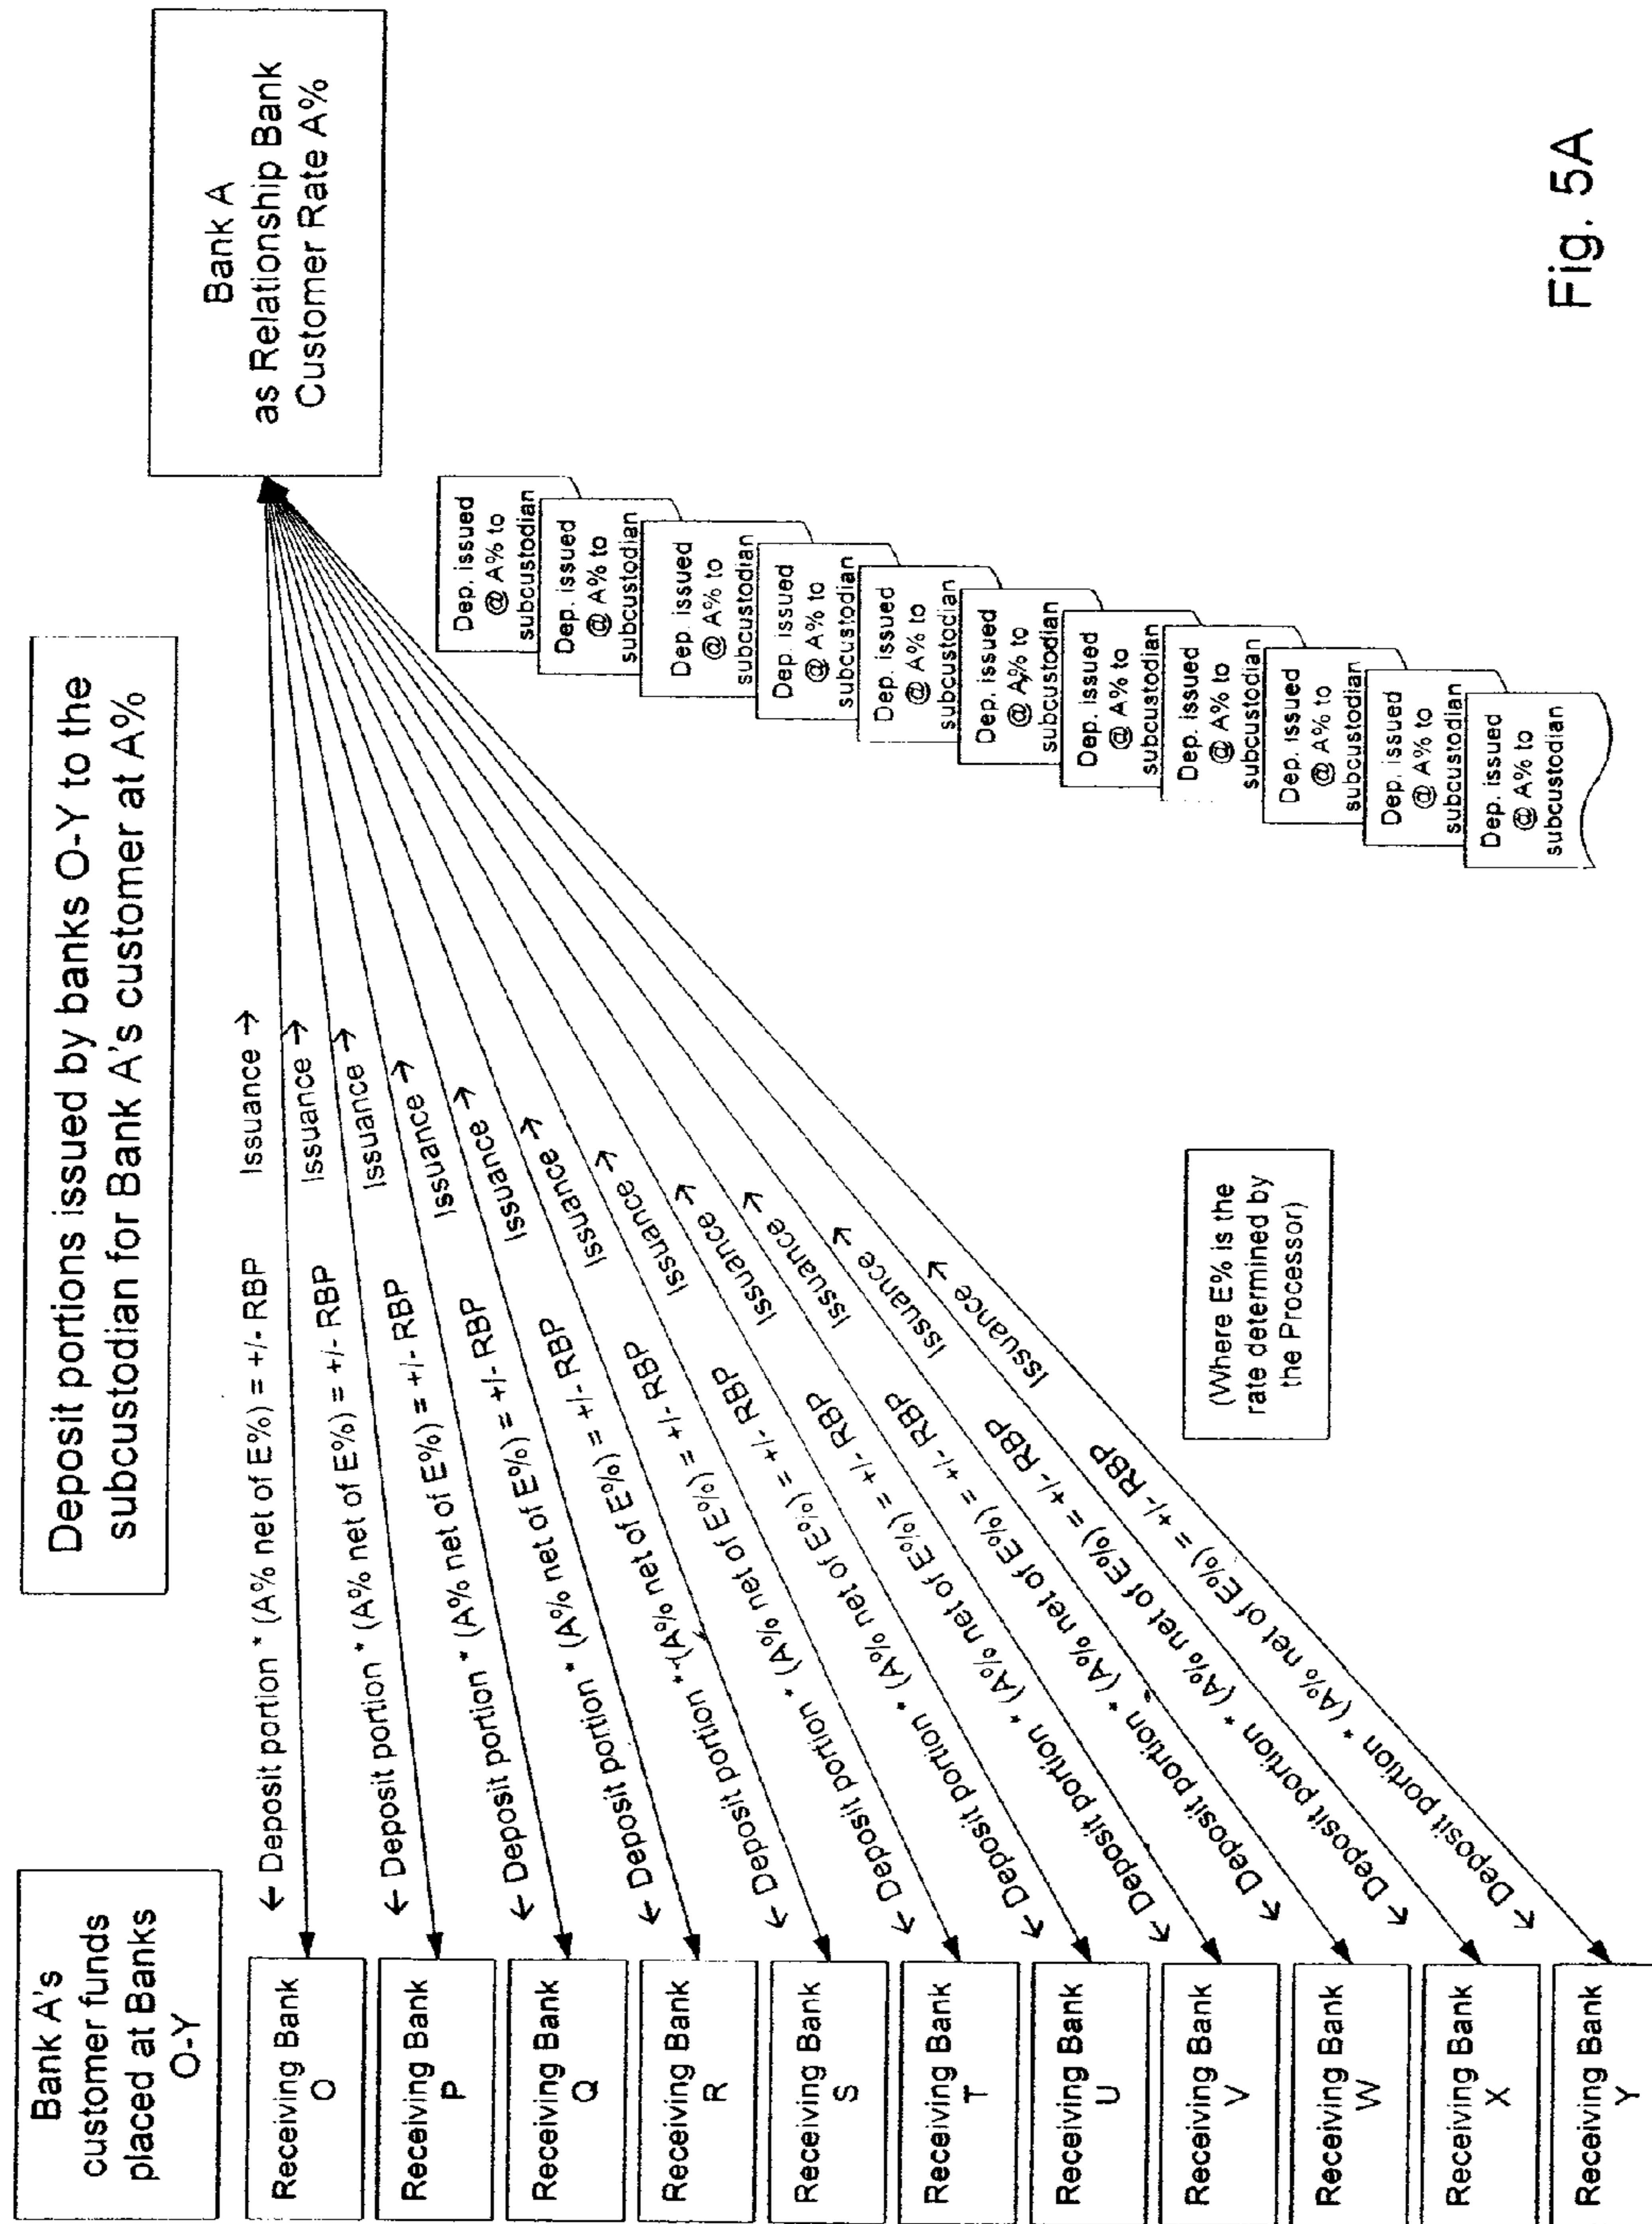 Bank A's
customer funds
placed at Banks
O-Y
Deposit portions issued by banks O-Y to the
subcustodian for Bank A's customer at A%
Bank A
as Relationship Bank
Customer Rate A%
Receiving Bank
O
← Deposit portion * (A% net of E%) = +/- RBP
Issuance →
Receiving Bank
P
← Deposit portion * (A% net of E%) = +/- RBP
Issuance →
Receiving Bank
Q
← Deposit portion * (A% net of E%) = +/- RBP
Issuance →
Receiving Bank
R
← Deposit portion * (A% net of E%) = +/- RBP
Issuance →
Receiving Bank
S
← Deposit portion * (A% net of E%) = +/- RBP
Issuance →
Receiving Bank
T
← Deposit portion * (A% net of E%) = +/- RBP
Issuance →
Receiving Bank
U
← Deposit portion * (A% net of E%) = +/- RBP
Issuance →
Receiving Bank
V
← Deposit portion * (A% net of E%) = +/- RBP
Issuance →
Receiving Bank
W
← Deposit portion * (A% net of E%) = +/- RBP
Issuance →
Receiving Bank
X
← Deposit portion * (A% net of E%) = +/- RBP
Issuance →
Receiving Bank
Y
← Deposit portion * (A% net of E%) = +/- RBP
Issuance →
Dep. issued
@ A% to
subcustodian
Dep. issued
@ A% to
subcustodian
Dep. issued
@ A% to
subcustodian
Dep. issued
@ A% to
subcustodian
Dep. issued
@ A% to
subcustodian
Dep. issued
@ A% to
subcustodian
Dep. issued
@ A% to
subcustodian
Dep. issued
@ A% to
subcustodian
Dep. issued
@ A% to
subcustodian
Dep. issued
@ A% to
subcustodian
Dep. issued
@ A% to
subcustodian
(Where E% is the
rate determined by
the Processor)
Fig. 5A